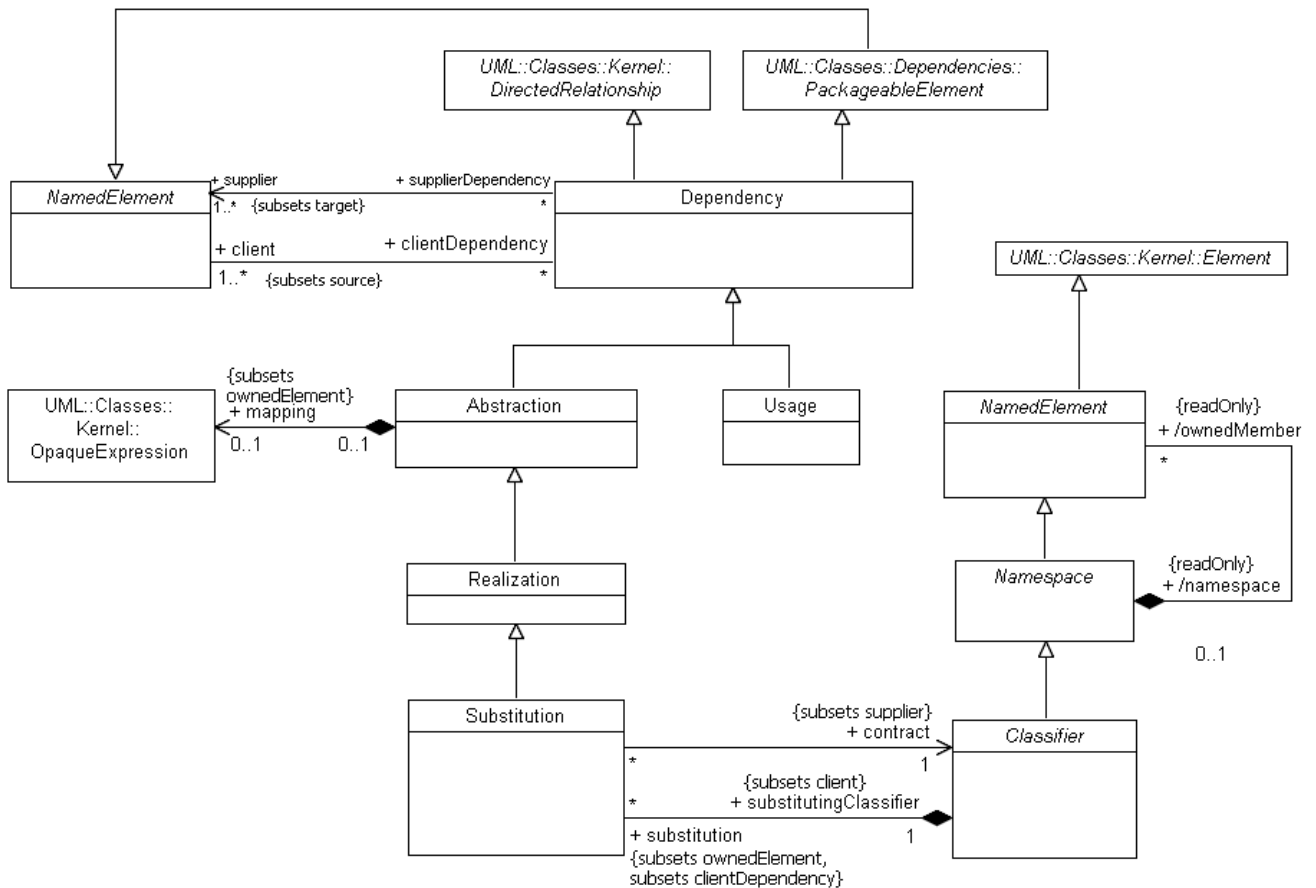 UML::Classes::Kernel::
DirectedRelationship
UML::Classes::Dependencies::
PackageableElement
NamedElement
+ supplier
+ supplierDependency
1..*
{subsets target}
*
+ client
+ clientDependency
1..*
{subsets source}
*
Dependency
UML::Classes::Kernel::Element
UML::Classes::
Kernel::
OpaqueExpression
{subsets
ownedElement}
+ mapping
0..1
0..1
Abstraction
Usage
NamedElement
{readOnly}
+ /ownedMember
*
Realization
Namespace
{readOnly}
+ /namespace
0..1
Substitution
{subsets supplier}
+ contract
*
1
Classifier
{subsets client}
* + substitutingClassifier
+ substitution
1
{subsets ownedElement,
subsets clientDependency}